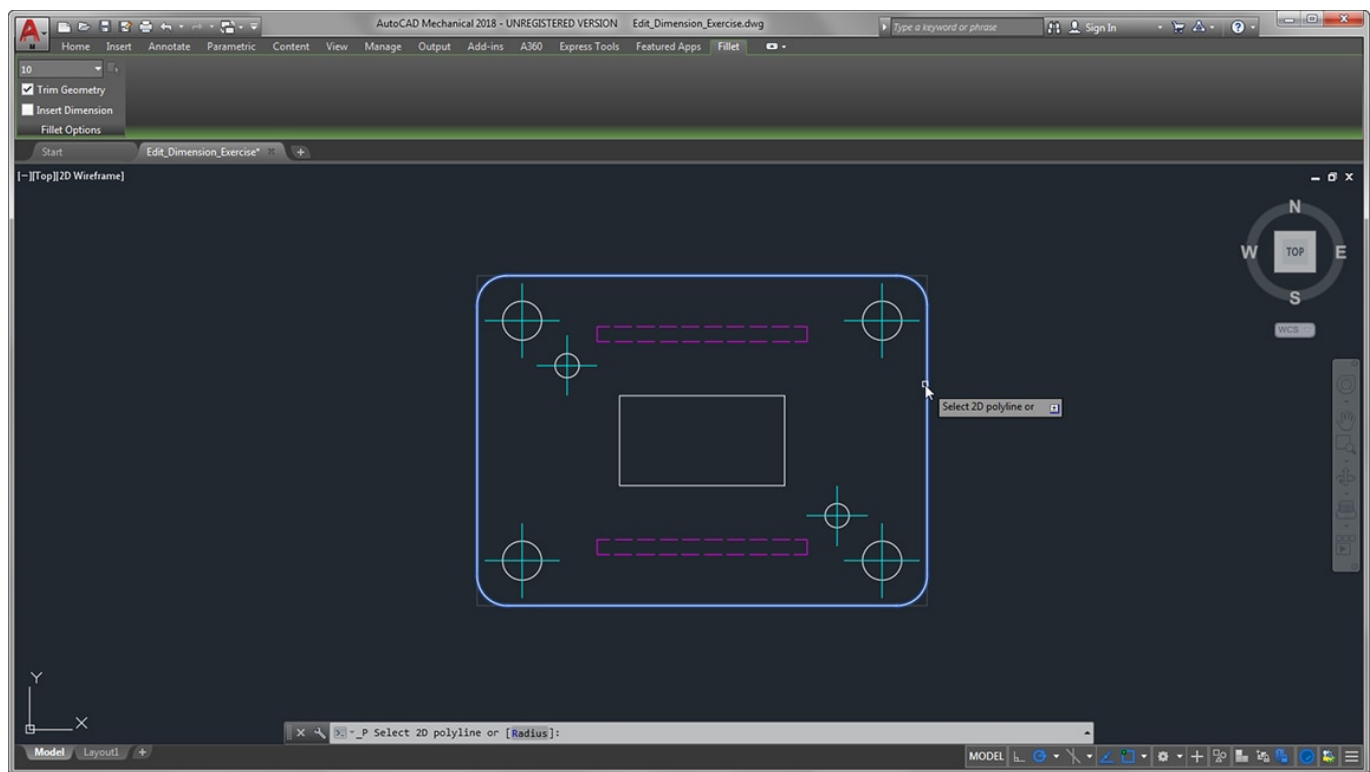 AutoCAD Mechanical 2018 - UNREGISTERED VERSION Edit_Dimension_Exercise.dwg
Type a keyword or phrase
Sign In
Home Insert Annotate Parametric Content View Manage Output Add-ins A360 Express Tools Featured Apps Fillet
10
Trim Geometry
Insert Dimension
Fillet Options
Start Edit_Dimension_Exercise*
[−][Top][2D Wireframe]
N
W TOP E
S
WCS
Select 2D polyline or
Y
X
_P Select 2D polyline or [Radius]:
Model Layout1 +
MODEL